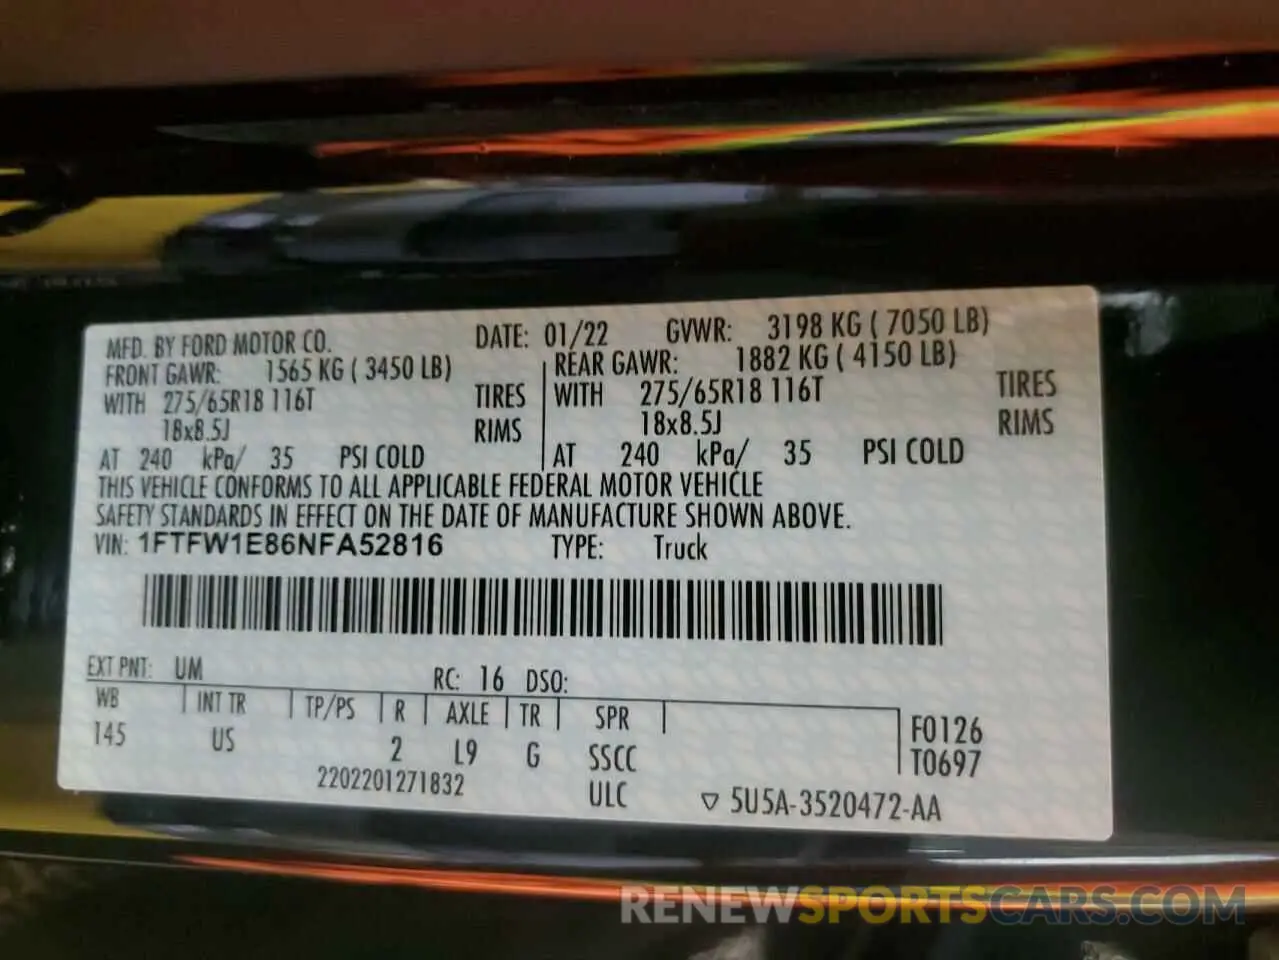 MFD. BY FORD MOTOR CO. DATE: 01/22 GVWR: 3198 KG ( 7050 LB)
FRONT GAWR: 1565 KG ( 3450 LB) REAR GAWR: 1882 KG ( 4150 LB)
WITH 275/65R18 116T TIRES WITH 275/65R18 116T TIRES
18x8.5J RIMS 18x8.5J RIMS
AT 240 kPa/ 35 PSI COLD AT 240 kPa/ 35 PSI COLD
THIS VEHICLE CONFORMS TO ALL APPLICABLE FEDERAL MOTOR VEHICLE
SAFETY STANDARDS IN EFFECT ON THE DATE OF MANUFACTURE SHOWN ABOVE.
VIN: 1FTFW1E86NFA52816 TYPE: Truck
EXT PNT: UM RC: 16 DSO:
WB INT TR TP/PS R AXLE TR SPR F0126
145 US 2 L9 G SSCC T0697
2202201271832 ULC ▽ 5U5A-3520472-AA
RENEWSPORTSCARS.COM